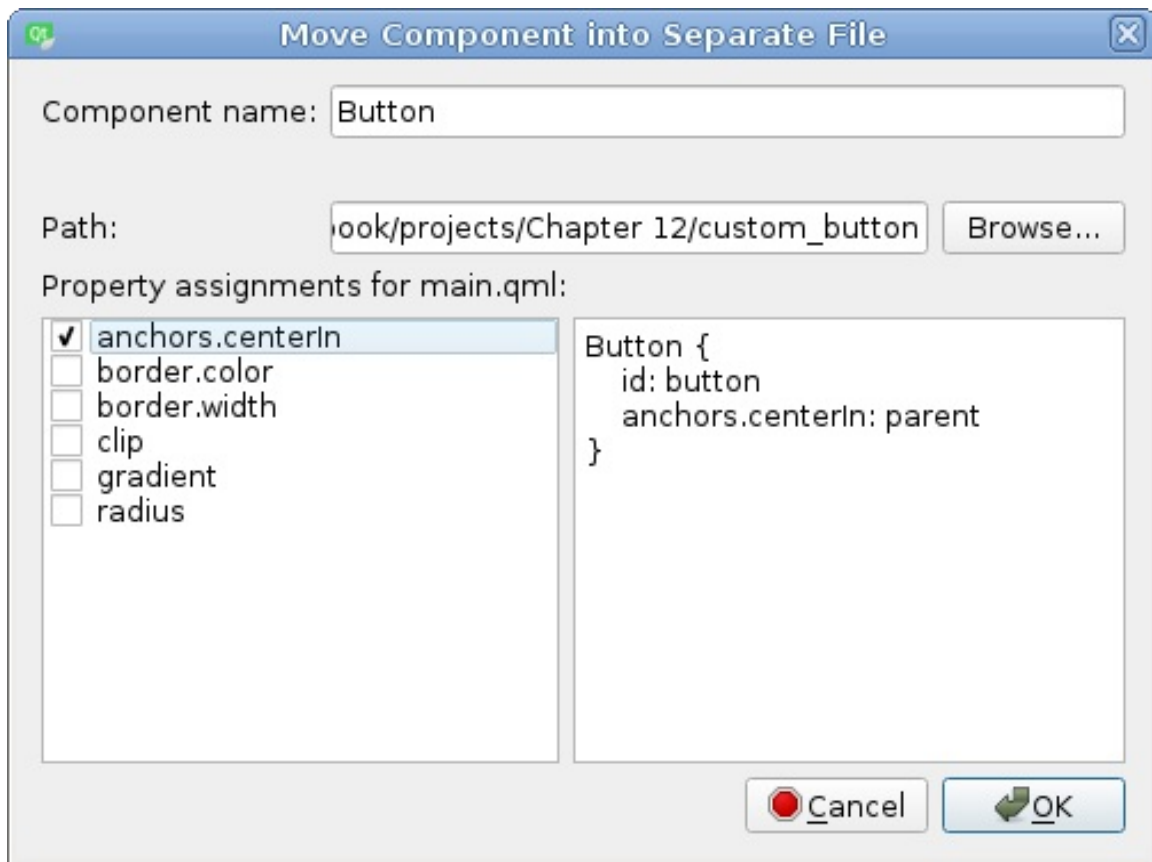 Qt
Move Component into Separate File
Component name: Button
Path: ook/projects/Chapter 12/custom_button Browse...
Property assignments for main.qml:
anchors.centerIn
border.color
border.width
clip
gradient
radius
Button {
id: button
anchors.centerIn: parent
}
Cancel OK